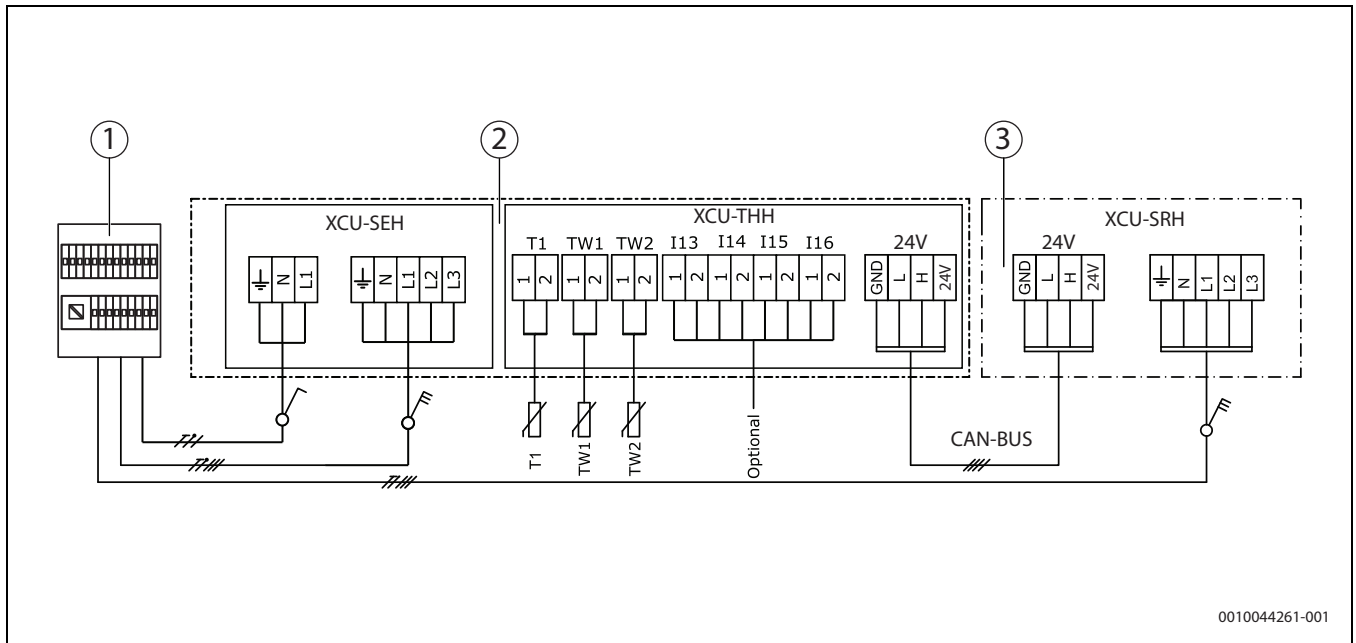 1 2 3
XCU-SEH XCU-THH XCU-SRH
T1 TW1 TW2 I13 I14 I15 I16 24V 24V
N L1 N L1 L2 L3 1 2 1 2 1 2 1 2 1 2 1 2 1 2 GND L H 24V GND L H 24V N L1 L2 L3
T1 TW1 TW2 Optional CAN-BUS
0010044261-001